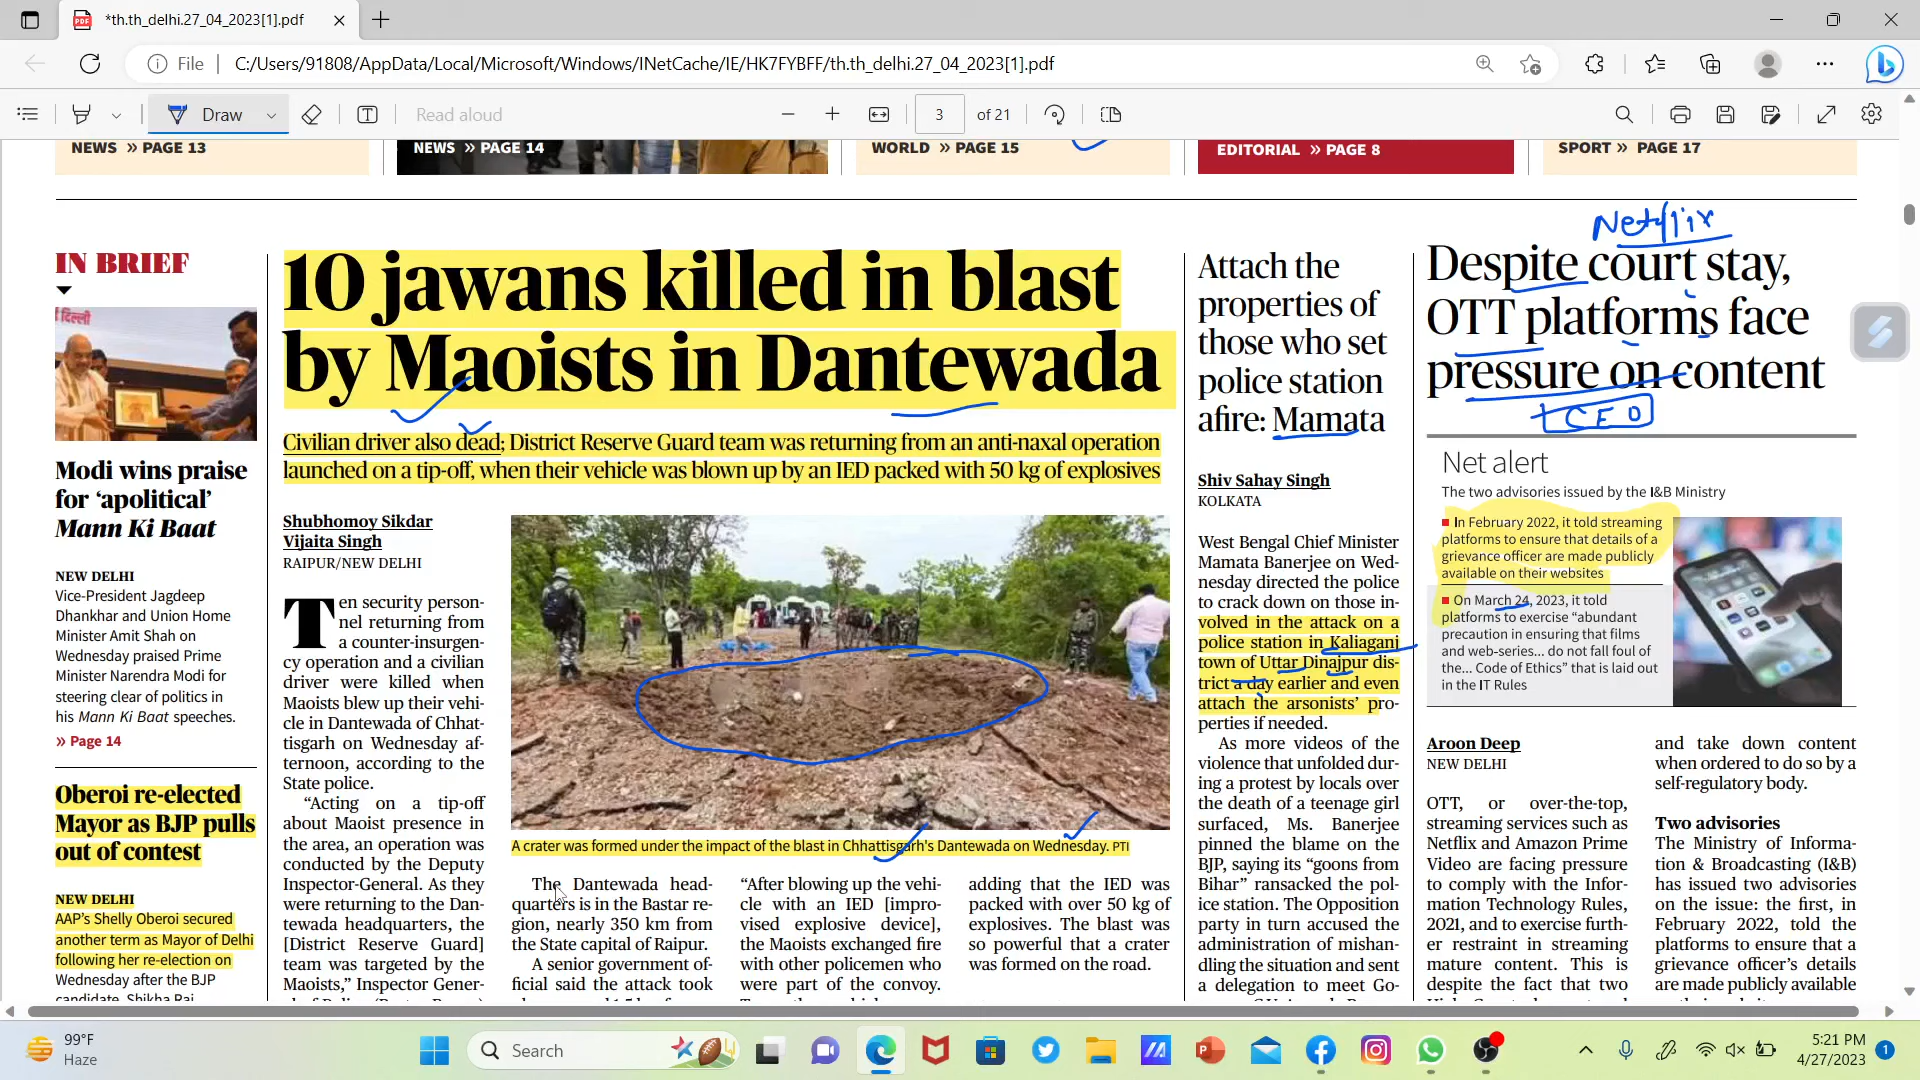 *th.th_delhi.27_04_2023[1].pdf
File
C:/Users/91808/AppData/Local/Microsoft/Windows/INetCache/IE/HK7FYBFF/th.th_delhi.27_04_2023[1].pdf
Draw
Read aloud
3
of 21
NEWS » PAGE 13
NEWS » PAGE 14
WORLD » PAGE 15
EDITORIAL » PAGE 8
SPORT » PAGE 17
IN BRIEF
Modi wins praise
for ‘apolitical’
Mann Ki Baat
NEW DELHI
Vice-President Jagdeep
Dhankhar and Union Home
Minister Amit Shah on
Wednesday praised Prime
Minister Narendra Modi for
steering clear of politics in
his Mann Ki Baat speeches.
» Page 14
Oberoi re-elected
Mayor as BJP pulls
out of contest
NEW DELHI
AAP's Shelly Oberoi secured
another term as Mayor of Delhi
following her re-election on
Wednesday after the BJP
candidate, Shikha Rai,
10 jawans killed in blast
by Maoists in Dantewada
Civilian driver also dead; District Reserve Guard team was returning from an anti-naxal operation
launched on a tip-off, when their vehicle was blown up by an IED packed with 50 kg of explosives
Shubhomoy Sikdar
Vijaita Singh
RAIPUR/NEW DELHI
Ten security person-
nel returning from
a counter-insurgen-
cy operation and a civilian
driver were killed when
Maoists blew up their vehi-
cle in Dantewada of Chhat-
tisgarh on Wednesday af-
ternoon, according to the
State police.
“Acting on a tip-off
about Maoist presence in
the area, an operation was
conducted by the Deputy
Inspector-General. As they
were returning to the Dan-
tewada headquarters, the
[District Reserve Guard]
team was targeted by the
Maoists,” Inspector Gener-
A crater was formed under the impact of the blast in Chhattisgarh's Dantewada on Wednesday. PTI
The Dantewada head-
quarters is in the Bastar re-
gion, nearly 350 km from
the State capital of Raipur.
A senior government of-
ficial said the attack took
“After blowing up the vehi-
cle with an IED [impro-
vised explosive device],
the Maoists exchanged fire
with other policemen who
were part of the convoy.
adding that the IED was
packed with over 50 kg of
explosives. The blast was
so powerful that a crater
was formed on the road.
Attach the
properties of
those who set
police station
afire: Mamata
Shiv Sahay Singh
KOLKATA
West Bengal Chief Minister
Mamata Banerjee on Wed-
nesday directed the police
to crack down on those in-
volved in the attack on a
police station in Kaliaganj
town of Uttar Dinajpur dis-
trict a day earlier and even
attach the arsonists' pro-
perties if needed.
As more videos of the
violence that unfolded dur-
ing a protest by locals over
the death of a teenage girl
surfaced, Ms. Banerjee
pinned the blame on the
BJP, saying its “goons from
Bihar” ransacked the pol-
ice station. The Opposition
party in turn accused the
administration of mishan-
dling the situation and sent
a delegation to meet Go-
Netflix
Despite court stay,
OTT platforms face
pressure on content
CEO
Net alert
The two advisories issued by the I&B Ministry
In February 2022, it told streaming
platforms to ensure that details of a
grievance officer are made publicly
available on their websites
On March 24, 2023, it told
platforms to exercise “abundant
precaution in ensuring that films
and web-series... do not fall foul of
the... Code of Ethics” that is laid out
in the IT Rules
Aroon Deep
NEW DELHI
OTT, or over-the-top,
streaming services such as
Netflix and Amazon Prime
Video are facing pressure
to comply with the Infor-
mation Technology Rules,
2021, and to exercise furth-
er restraint in streaming
mature content. This is
despite the fact that two
and take down content
when ordered to do so by a
self-regulatory body.
Two advisories
The Ministry of Informa-
tion & Broadcasting (I&B)
has issued two advisories
on the issue: the first, in
February 2022, told the
platforms to ensure that a
grievance officer's details
are made publicly available
99°F
Haze
Search
5:21 PM
4/27/2023
1